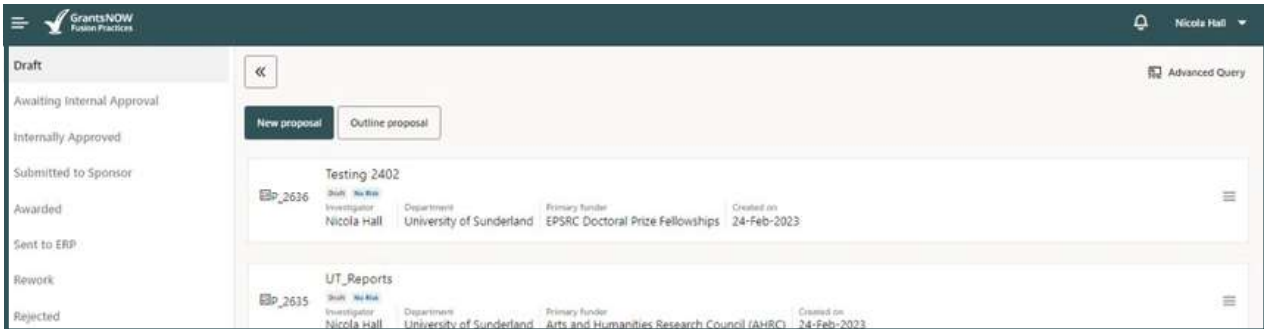 GrantsNOW
Fusion Practices
Nicola Hall
Draft
Awaiting Internal Approval
Internally Approved
Submitted to Sponsor
Awarded
Sent to ERP
Rework
Rejected
Advanced Query
New proposal
Outline proposal
Testing 2402
P_2636
Draft No Risk
Investigator Department Primary funder Created on
Nicola Hall University of Sunderland EPSRC Doctoral Prize Fellowships 24-Feb-2023
UT_Reports
P_2635
Draft No Risk
Investigator Department Primary funder Created on
Nicola Hall University of Sunderland Arts and Humanities Research Council (AHRC) 24-Feb-2023